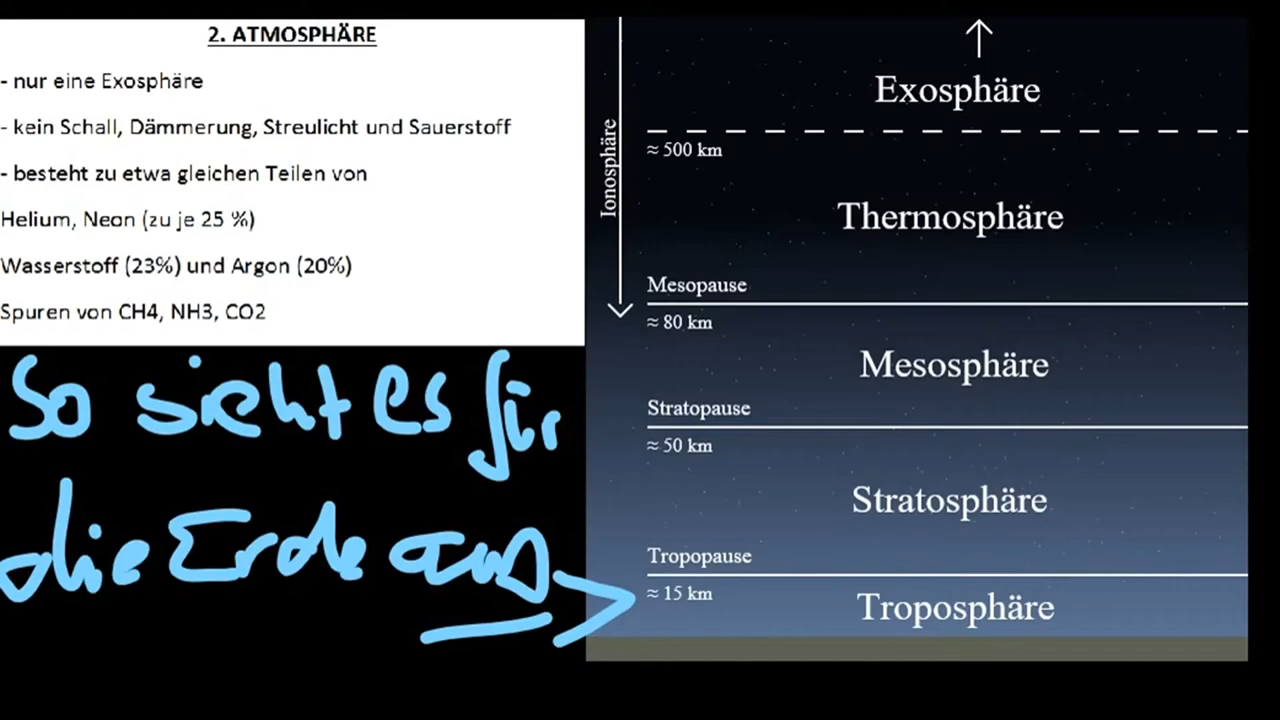 2. ATMOSPHÄRE
- nur eine Exosphäre
- kein Schall, Dämmerung, Streulicht und Sauerstoff
- besteht zu etwa gleichen Teilen von
Helium, Neon (zu je 25 %)
Wasserstoff (23%) und Argon (20%)
Spuren von CH4, NH3, CO2
So sieht es für
die Erde aus
Ionosphäre
Exosphäre
≈ 500 km
Thermosphäre
Mesopause
≈ 80 km
Mesosphäre
Stratopause
≈ 50 km
Stratosphäre
Tropopause
≈ 15 km
Troposphäre